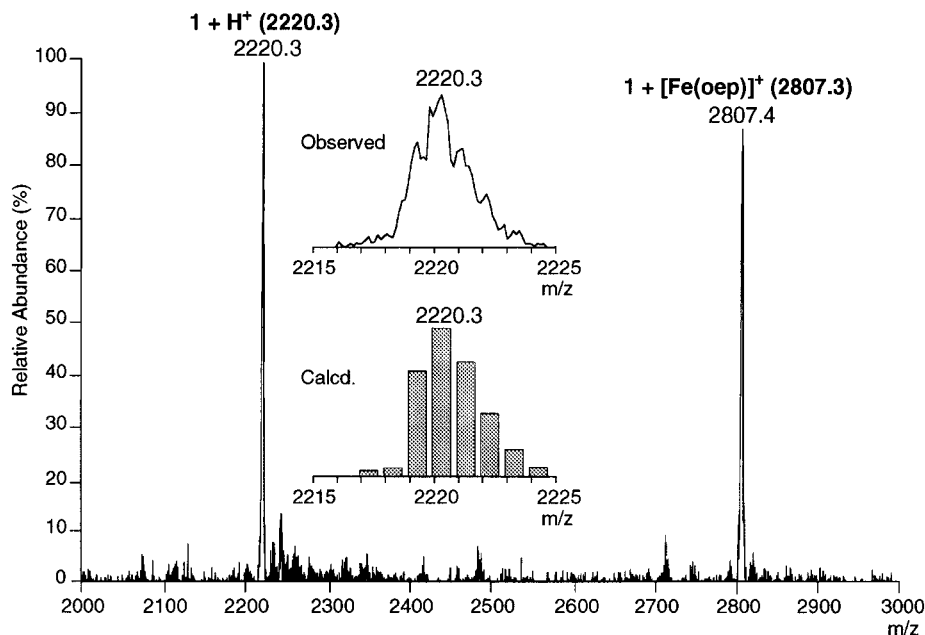 1 + H⁺ (2220.3)
2220.3
1 + [Fe(oep)]⁺ (2807.3)
2807.4
Relative Abundance (%)
100
90
80
70
60
50
40
30
20
10
0
2000 2100 2200 2300 2400 2500 2600 2700 2800 2900 3000
m/z
2220.3
Observed
2215 2220 2225
m/z
2220.3
Calcd.
2215 2220 2225
m/z